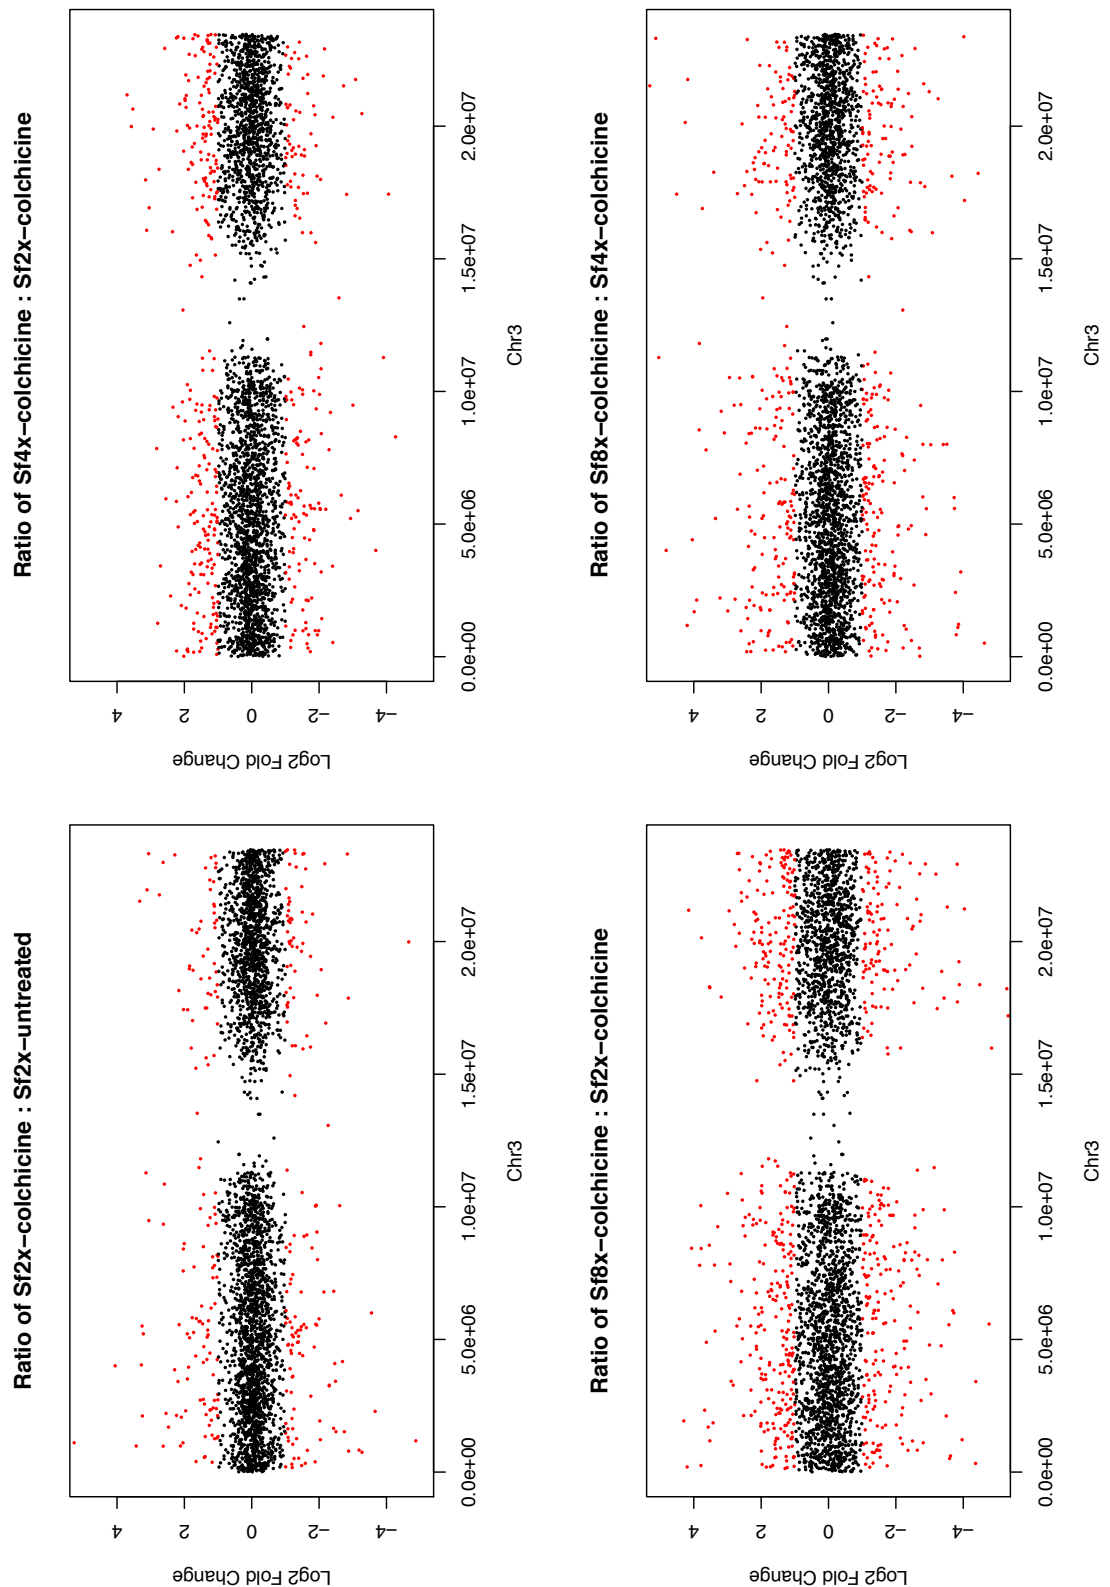 Ratio of Sf2x−colchicine : Sf2x−untreated
Log2 Fold Change
4
2
0
−2
−4
0.0e+00 5.0e+06 1.0e+07 1.5e+07 2.0e+07
Chr3
Ratio of Sf4x−colchicine : Sf2x−colchicine
Log2 Fold Change
4
2
0
−2
−4
0.0e+00 5.0e+06 1.0e+07 1.5e+07 2.0e+07
Chr3
Ratio of Sf8x−colchicine : Sf2x−colchicine
Log2 Fold Change
4
2
0
−2
−4
0.0e+00 5.0e+06 1.0e+07 1.5e+07 2.0e+07
Chr3
Ratio of Sf8x−colchicine : Sf4x−colchicine
Log2 Fold Change
4
2
0
−2
−4
0.0e+00 5.0e+06 1.0e+07 1.5e+07 2.0e+07
Chr3